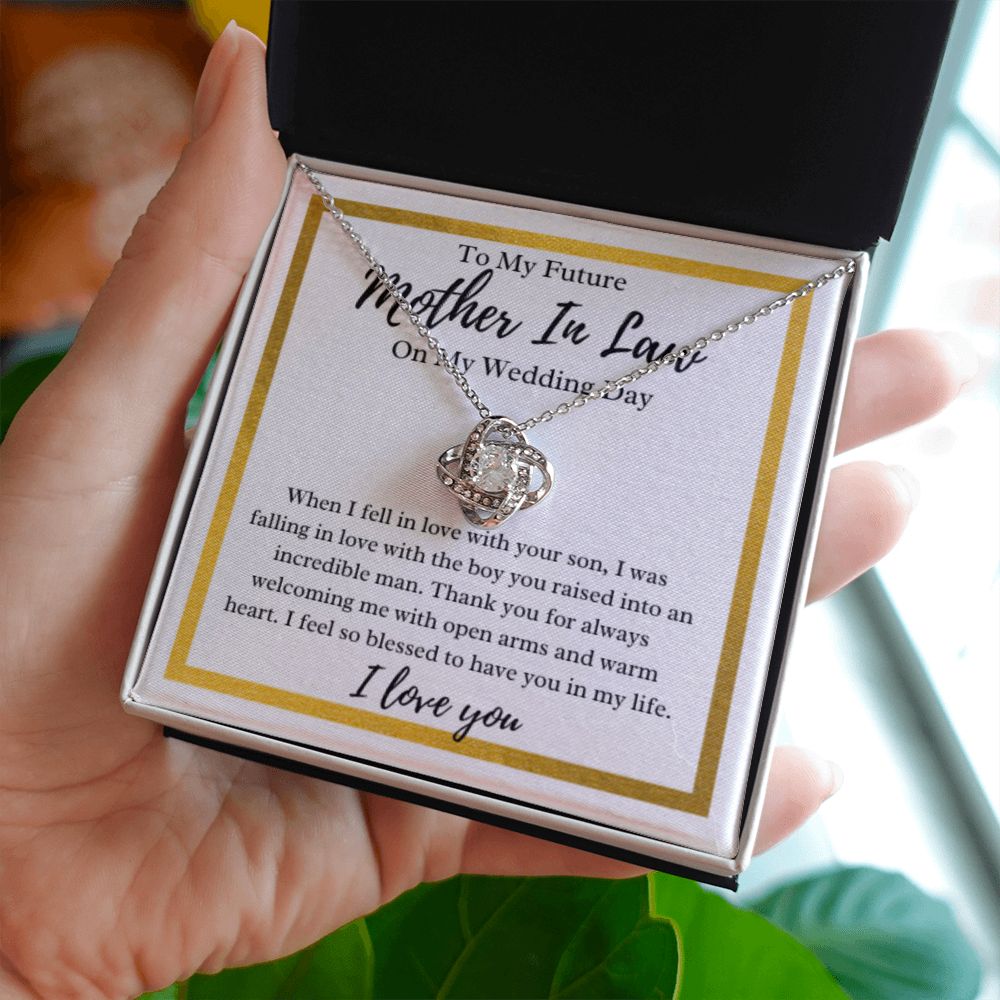 To My Future
Mother In Law
On My Wedding Day
When I fell in love with your son, I was
falling in love with the boy you raised into an
incredible man. Thank you for always
welcoming me with open arms and warm
heart. I feel so blessed to have you in my life.
I love you